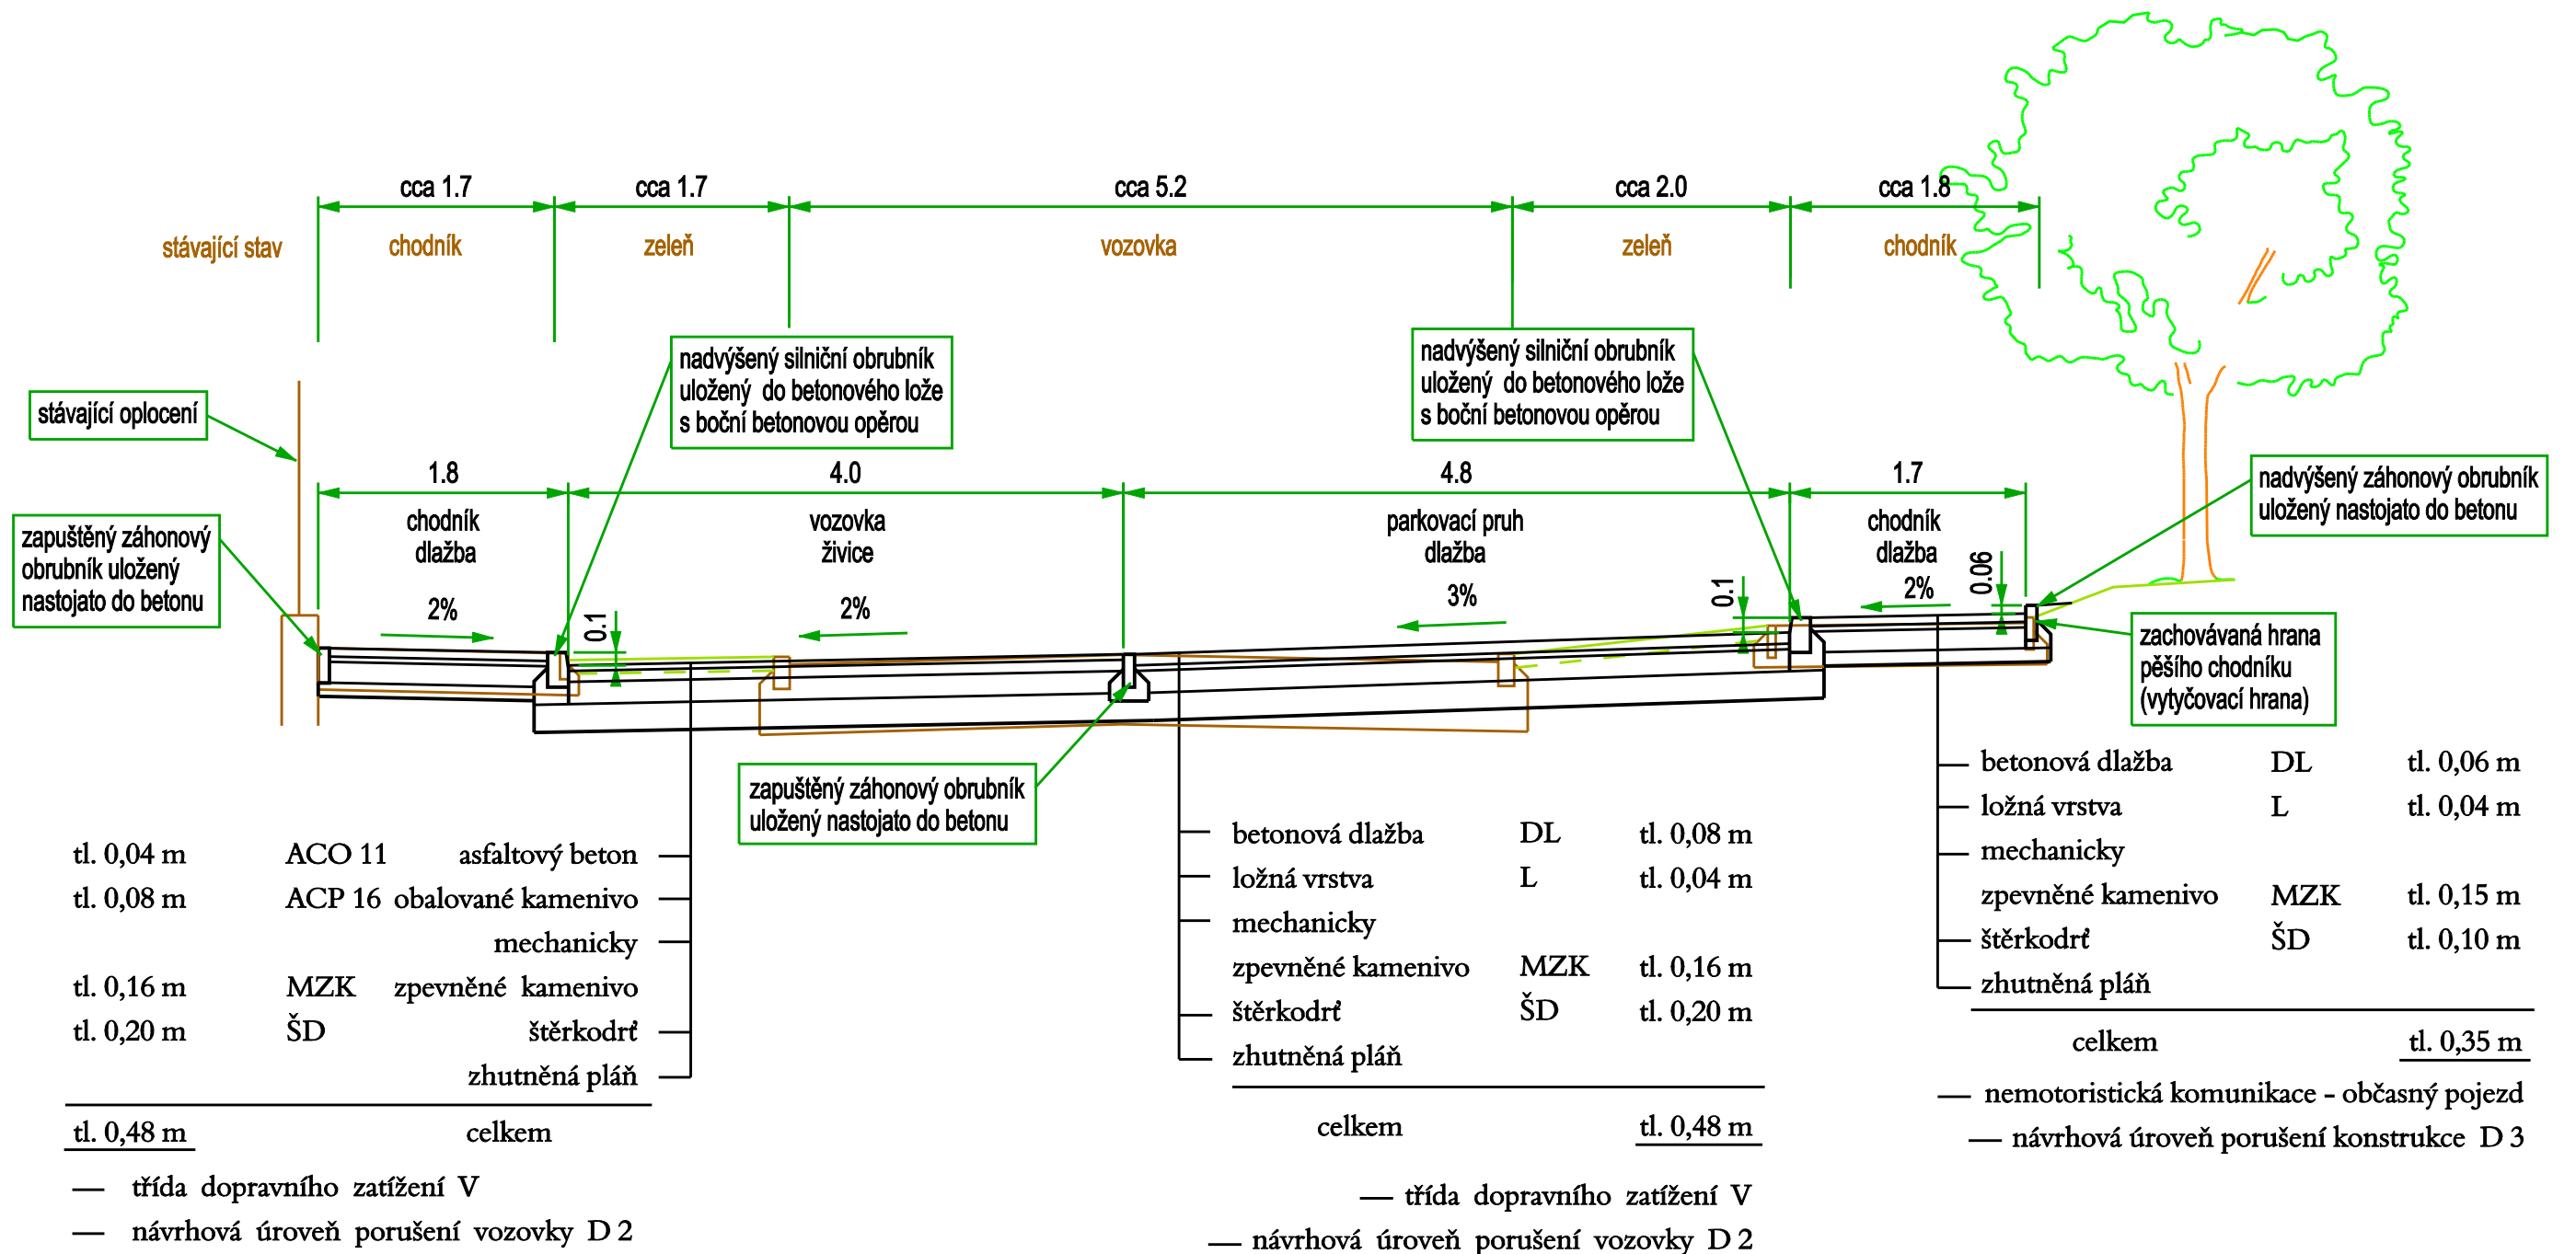 cca 1.7
cca 1.7
cca 5.2
cca 2.0
cca 1.8
stávající stav
chodník
zeleň
vozovka
zeleň
chodník
nadvýšený silniční obrubník
uložený do betonového lože
s boční betonovou opěrou
nadvýšený silniční obrubník
uložený do betonového lože
s boční betonovou opěrou
stávající oplocení
nadvýšený záhonový obrubník
uložený nastojato do betonu
zapuštěný záhonový
obrubník uložený
nastojato do betonu
1.8
4.0
4.8
1.7
chodník
dlažba
vozovka
živice
parkovací pruh
dlažba
chodník
dlažba
2%
0.1
2%
3%
0.1
2%
0.06
zachovávaná hrana
pěšího chodníku
(vytyčovací hrana)
zapuštěný záhonový obrubník
uložený nastojato do betonu
tl. 0,04 m ACO 11 asfaltový beton
tl. 0,08 m ACP 16 obalované kamenivo
mechanicky
tl. 0,16 m MZK zpevněné kamenivo
tl. 0,20 m ŠD štěrkodrť
zhutněná pláň
tl. 0,48 m celkem
— třída dopravního zatížení V
— návrhová úroveň porušení vozovky D 2
betonová dlažba DL tl. 0,08 m
ložná vrstva L tl. 0,04 m
mechanicky
zpevněné kamenivo MZK tl. 0,16 m
štěrkodrť ŠD tl. 0,20 m
zhutněná pláň
celkem tl. 0,48 m
— třída dopravního zatížení V
— návrhová úroveň porušení vozovky D 2
betonová dlažba DL tl. 0,06 m
ložná vrstva L tl. 0,04 m
mechanicky
zpevněné kamenivo MZK tl. 0,15 m
štěrkodrť ŠD tl. 0,10 m
zhutněná pláň
celkem tl. 0,35 m
— nemotoristická komunikace - občasný pojezd
— návrhová úroveň porušení konstrukce D 3